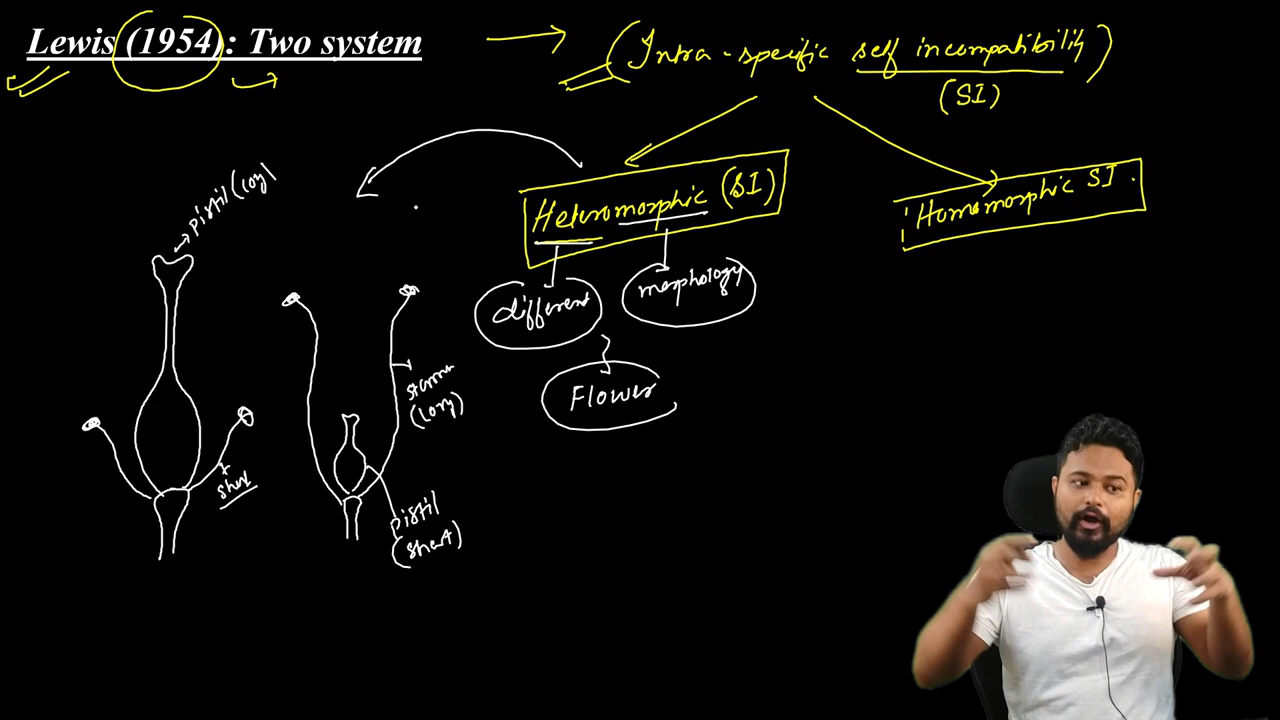 Lewis (1954): Two system
(Intra-specific self incompatibility)
(SI)
Heteromorphic (SI)
Homomorphic SI.
different
morphology
Flower
Pistil (long
short
stamen
(long)
Pistil
(short)